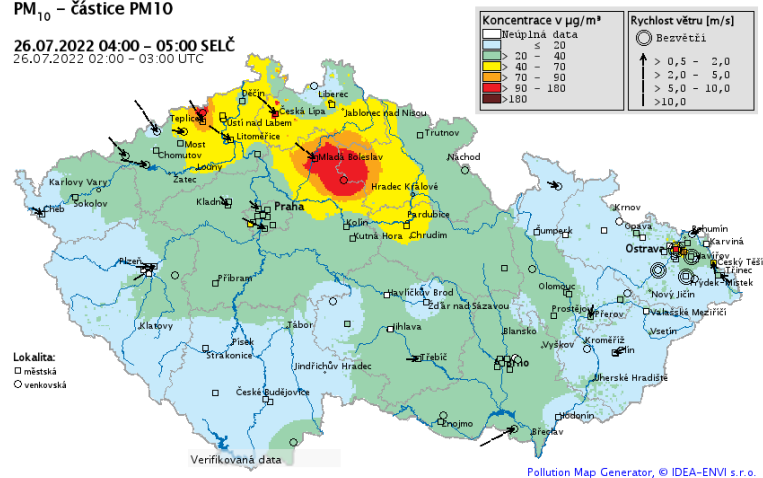 PM10 – částice PM10
26.07.2022 04:00 – 05:00 SELČ
26.07.2022 02:00 – 03:00 UTC
Koncentrace v µg/m³
Neúplná data
≤ 20
> 20 - 40
> 40 - 70
> 70 - 90
> 90 - 180
>180
Rychlost větru [m/s]
Bezvětří
> 0,5 - 2,0
> 2,0 - 5,0
> 5,0 - 10,0
>10,0
Děčín
Liberec
Teplice
Ústí nad Labem
Česká Lípa
Jablonec nad Nisou
Most
Litoměřice
Trutnov
Chomutov
Louny
Mladá Boleslav
Náchod
Karlovy Vary
Žatec
Hradec Králové
Cheb
Sokolov
Kladno
Praha
Pardubice
Krnov
Kolín
Opava
Bohumín
Kutná Hora
Chrudim
Šumperk
Ostrava
Karviná
Havířov
Plzeň
Český Těší
Třinec
Příbram
Frýdek-Místek
Havlíčkův Brod
Olomouc
Nový Jičín
Žďár nad Sázavou
Prostějov
Přerov
Valašské Meziříčí
Klatovy
Tábor
Jihlava
Blansko
Vsetín
Písek
Vyškov
Kroměříž
Zlín
Strakonice
Třebíč
Brno
Jindřichův Hradec
Uherské Hradiště
České Budějovice
Hodonín
Znojmo
Břeclav
Lokalita:
městská
venkovská
Verifikovaná data
Pollution Map Generator, © IDEA-ENVI s.r.o.